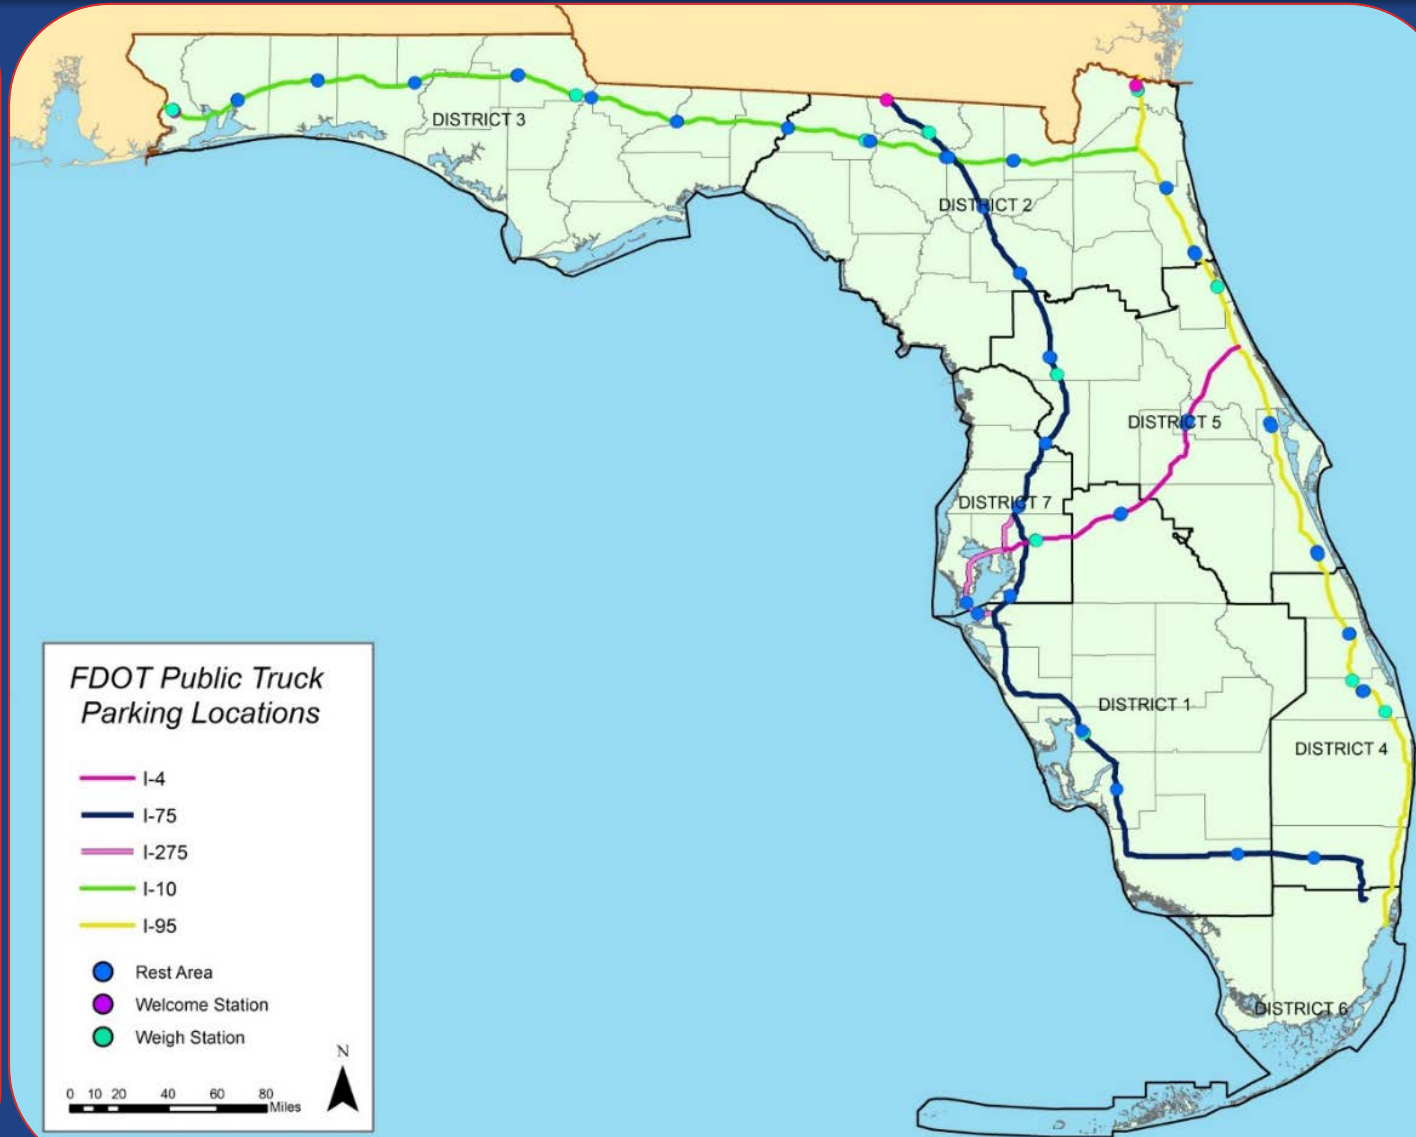 DISTRICT 3
DISTRICT 2
DISTRICT 5
DISTRICT 7
DISTRICT 1
DISTRICT 4
DISTRICT 6
FDOT Public Truck
Parking Locations
I-4
I-75
I-275
I-10
I-95
Rest Area
Welcome Station
Weigh Station
N
0 10 20 40 60 80
Miles